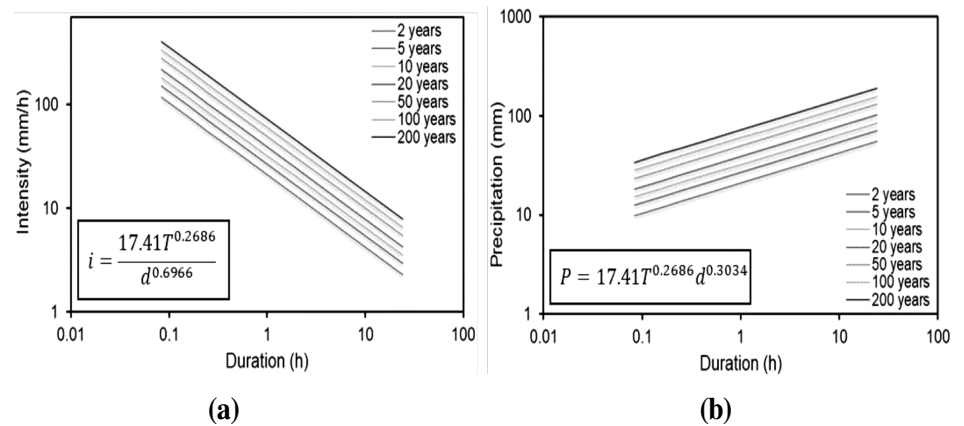 Intensity (mm/h)
100
10
1
0.01
0.1
1
10
100
Duration (h)
2 years
5 years
10 years
20 years
50 years
100 years
200 years
i = 17.41T^0.2686 / d^0.6966
(a)
Precipitation (mm)
1000
100
10
1
0.01
0.1
1
10
100
Duration (h)
2 years
5 years
10 years
20 years
50 years
100 years
200 years
P = 17.41T^0.2686 d^0.3034
(b)